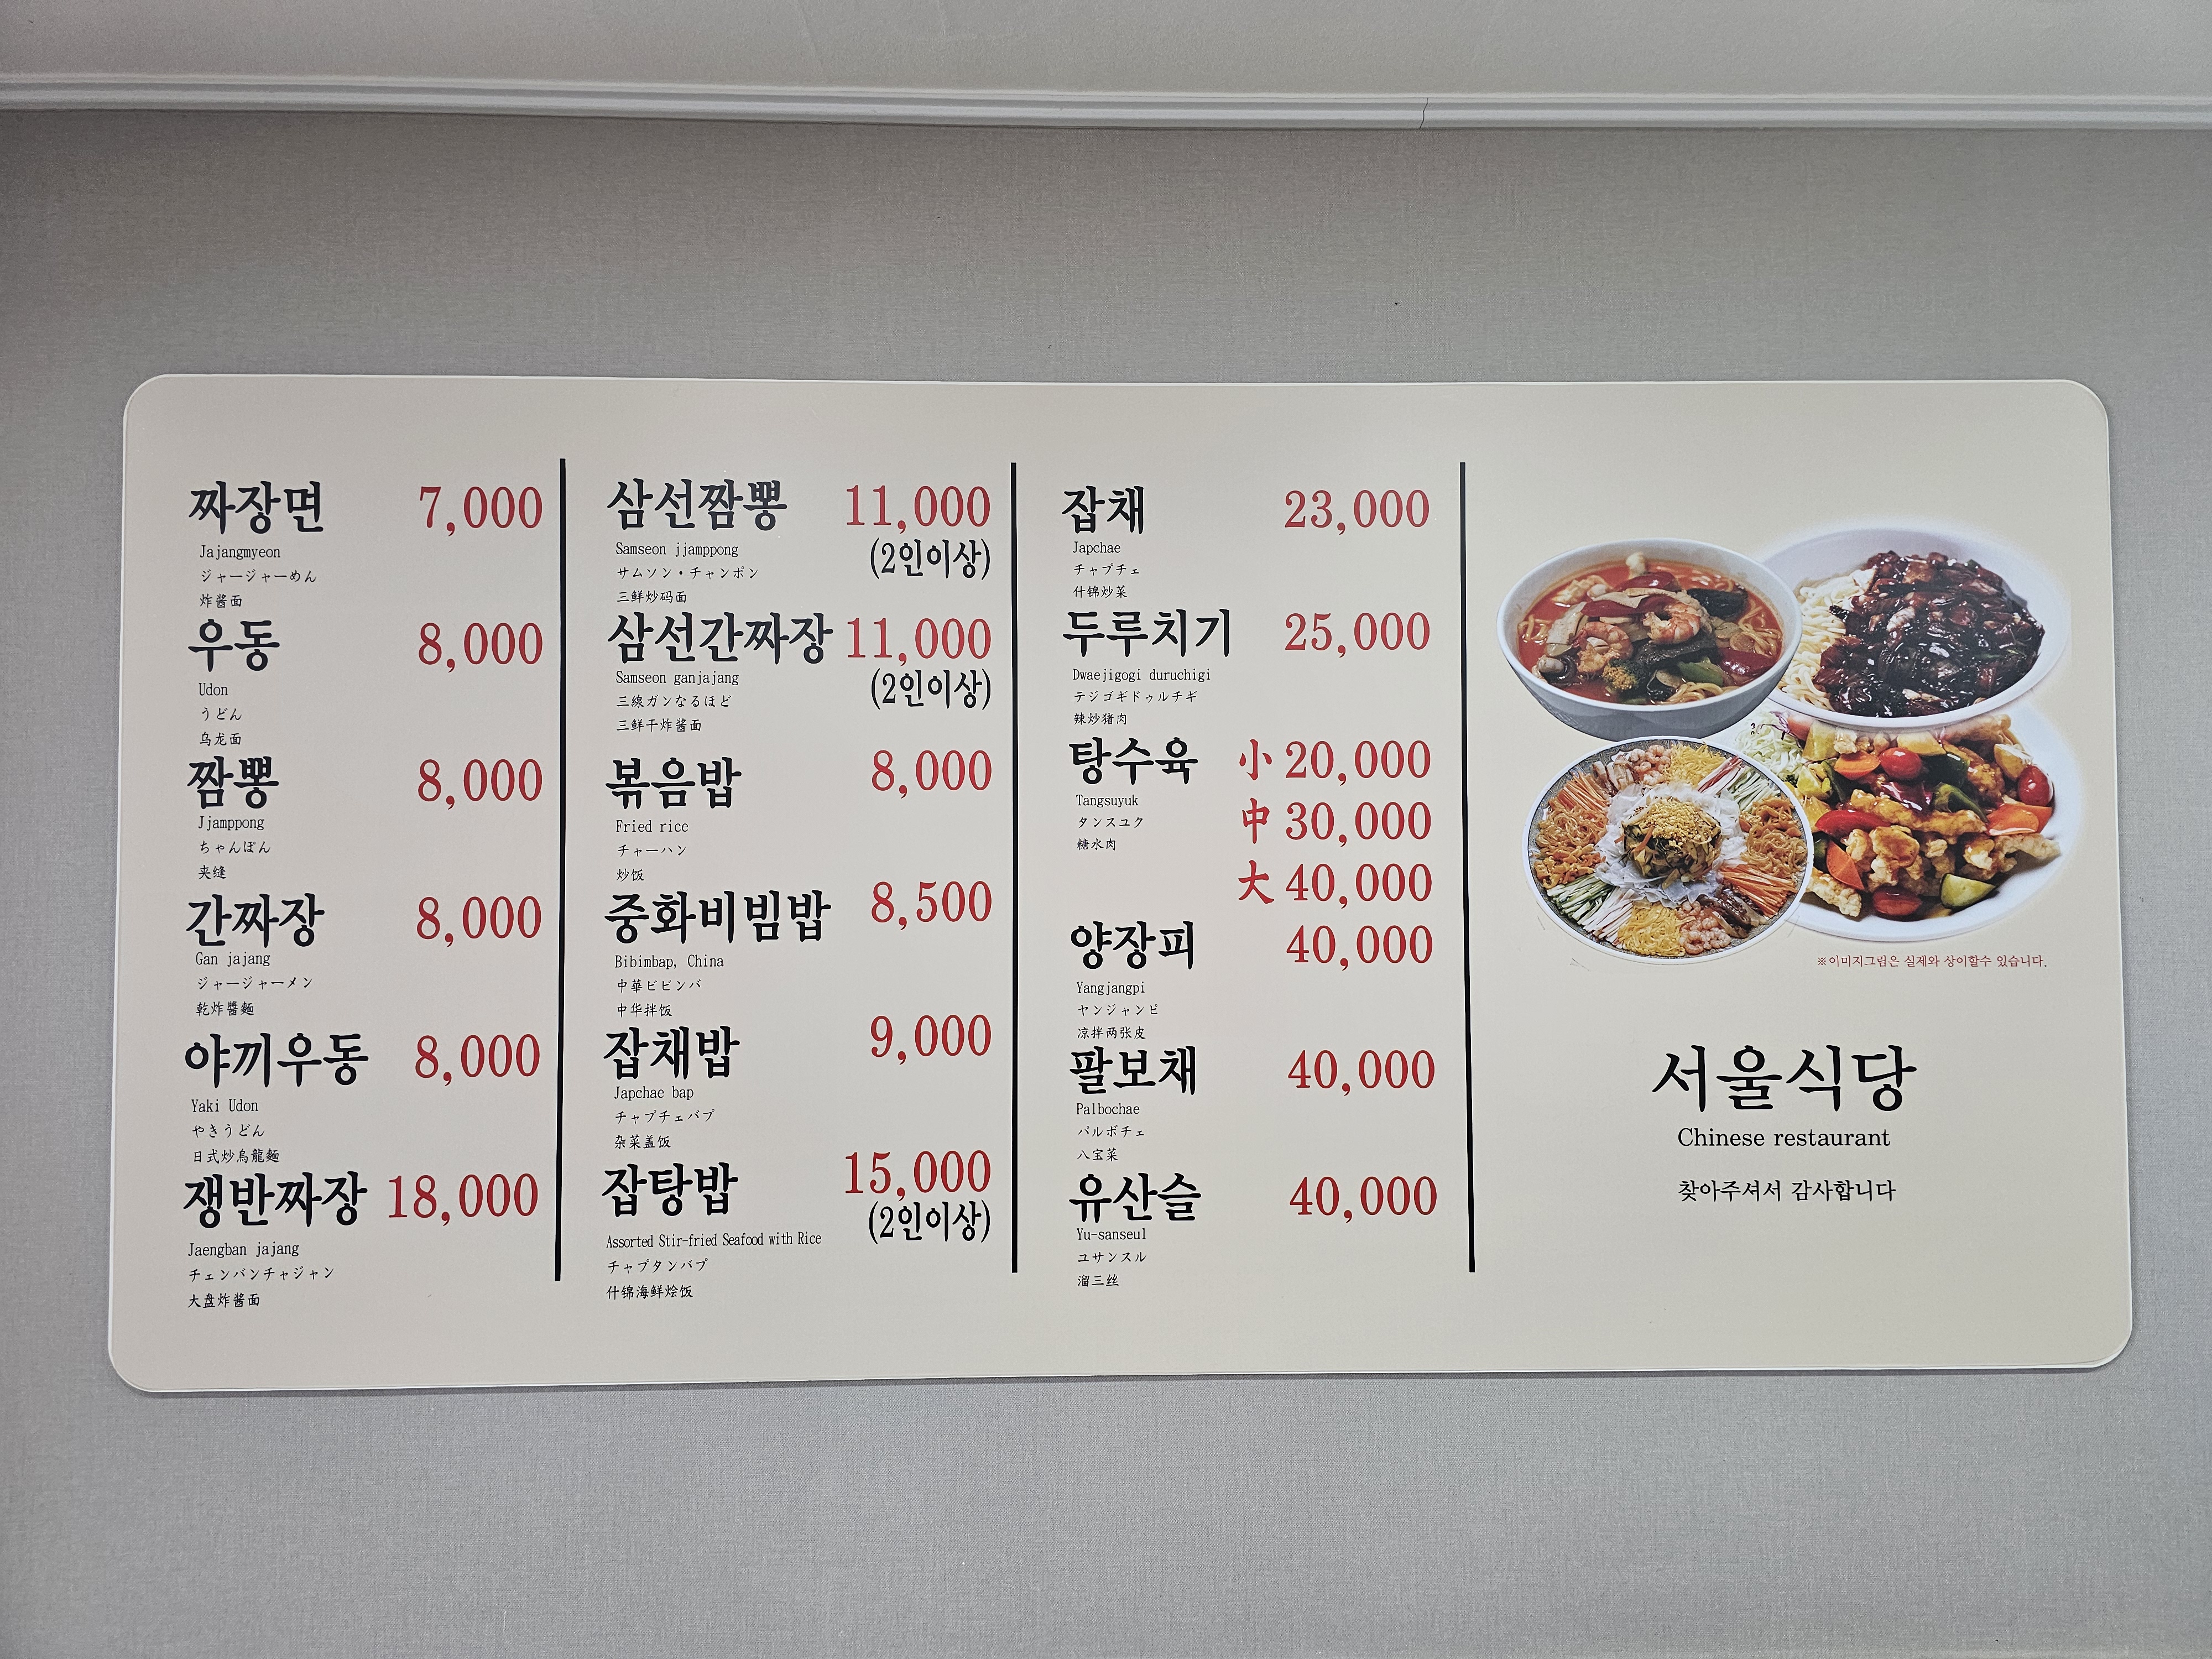 짜장면 7,000
Jajangmyeon
ジャージャーめん
炸酱面
우동 8,000
Udon
うどん
乌龙面
짬뽕 8,000
Jjamppong
ちゃんぽん
夹缝
간짜장 8,000
Gan jajang
ジャージャーメン
乾炸醬麵
야끼우동 8,000
Yaki Udon
やきうどん
日式炒烏龍麵
쟁반짜장 18,000
Jaengban jajang
チェンバンチャジャン
大盘炸酱面
삼선짬뽕 11,000
(2인이상)
Samseon jjamppong
サムソン・チャンポン
三鲜炒码面
삼선간짜장 11,000
(2인이상)
Samseon ganjajang
三線ガンなるほど
三鲜干炸酱面
볶음밥 8,000
Fried rice
チャーハン
炒饭
중화비빔밥 8,500
Bibimbap, China
中華ビビンバ
中华拌饭
잡채밥 9,000
Japchae bap
チャプチェバプ
杂菜盖饭
잡탕밥 15,000
(2인이상)
Assorted Stir-fried Seafood with Rice
チャプタンバプ
什锦海鲜烩饭
잡채 23,000
Japchae
チャプチェ
什锦炒菜
두루치기 25,000
Dwaejigogi duruchigi
テジゴギドゥルチギ
辣炒猪肉
탕수육 小 20,000
Tangsuyuk
タンスユク
糖水肉
中 30,000
大 40,000
양장피 40,000
Yangjangpi
ヤンジャンピ
凉拌两张皮
팔보채 40,000
Palbochae
パルボチェ
八宝菜
유산슬 40,000
Yu-sanseul
ユサンスル
溜三丝
※이미지그림은 실제와 상이할수 있습니다.
서울식당
Chinese restaurant
찾아주셔서 감사합니다